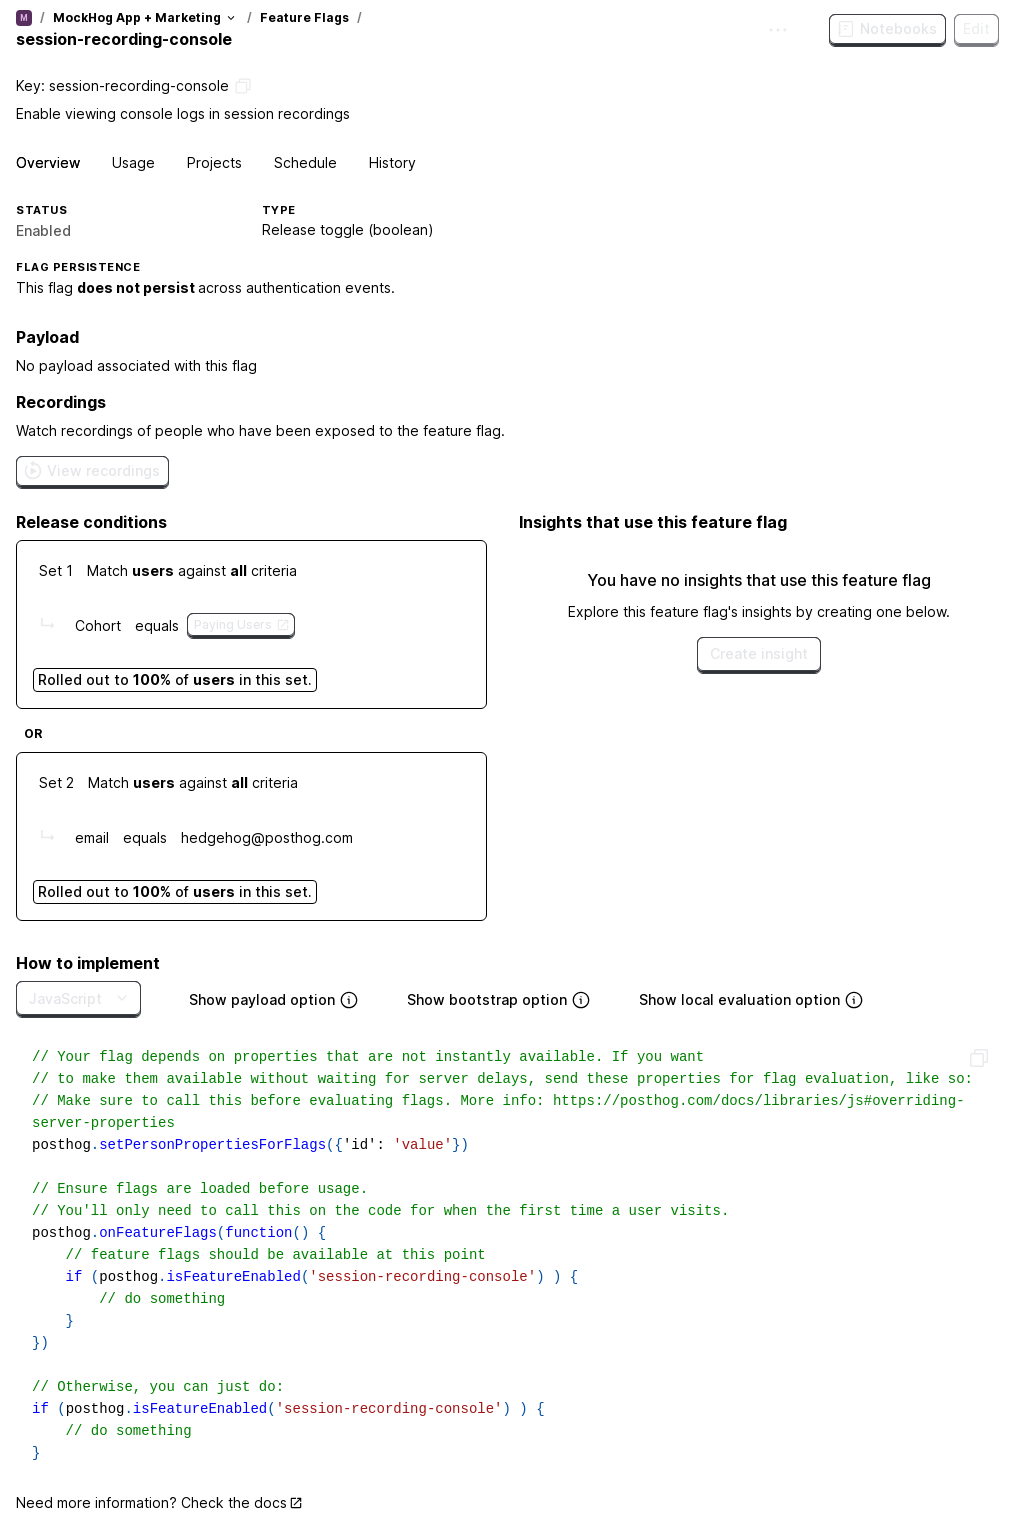 M / MockHog App + Marketing / Feature Flags /
session-recording-console
Notebooks
Edit
Key: session-recording-console
Enable viewing console logs in session recordings
Overview Usage Projects Schedule History
STATUS
Enabled
TYPE
Release toggle (boolean)
FLAG PERSISTENCE
This flag does not persist across authentication events.
Payload
No payload associated with this flag
Recordings
Watch recordings of people who have been exposed to the feature flag.
View recordings
Release conditions
Set 1 Match users against all criteria
Cohort equals Paying Users
Rolled out to 100% of users in this set.
OR
Set 2 Match users against all criteria
email equals hedgehog@posthog.com
Rolled out to 100% of users in this set.
Insights that use this feature flag
You have no insights that use this feature flag
Explore this feature flag's insights by creating one below.
Create insight
How to implement
JavaScript Show payload option Show bootstrap option Show local evaluation option
// Your flag depends on properties that are not instantly available. If you want
// to make them available without waiting for server delays, send these properties for flag evaluation, like so:
// Make sure to call this before evaluating flags. More info: https://posthog.com/docs/libraries/js#overriding-
server-properties
posthog.setPersonPropertiesForFlags({'id': 'value'})
// Ensure flags are loaded before usage.
// You'll only need to call this on the code for when the first time a user visits.
posthog.onFeatureFlags(function() {
    // feature flags should be available at this point
    if (posthog.isFeatureEnabled('session-recording-console') ) {
        // do something
    }
})
// Otherwise, you can just do:
if (posthog.isFeatureEnabled('session-recording-console') ) {
    // do something
}
Need more information? Check the docs